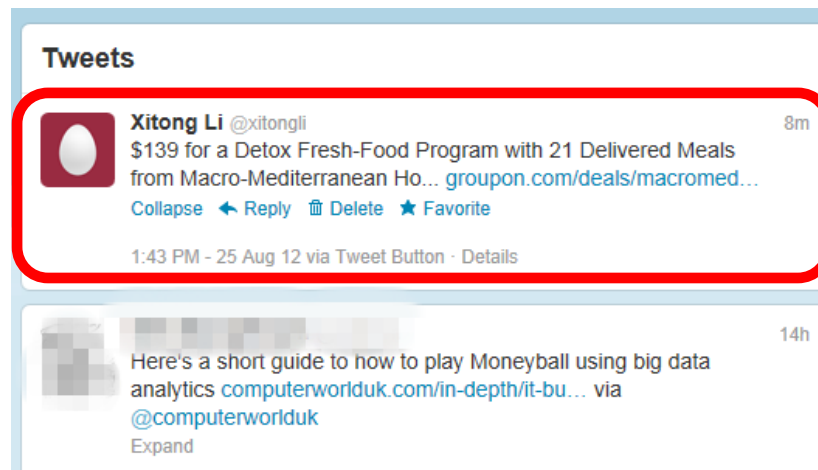 Tweets
Xitong Li @xitongli 8m
$139 for a Detox Fresh-Food Program with 21 Delivered Meals
from Macro-Mediterranean Ho... groupon.com/deals/macromed…
Collapse Reply Delete Favorite
1:43 PM - 25 Aug 12 via Tweet Button · Details
14h
Here's a short guide to how to play Moneyball using big data
analytics computerworlduk.com/in-depth/it-bu… via
@computerworlduk
Expand